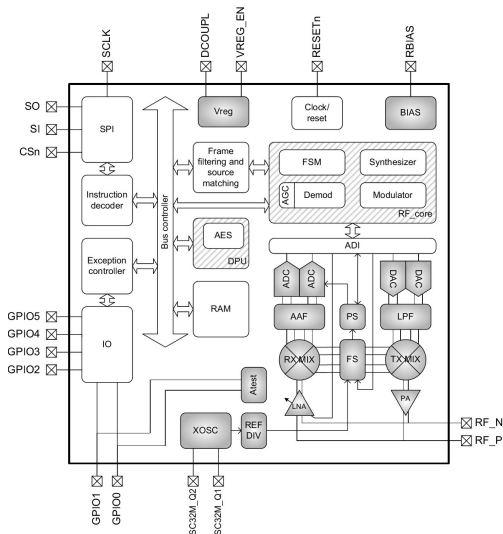 SCLK
DCOUPL
VREG_EN
RESETn
RBIAS
SO
SI
CSn
SPI
Vreg
Clock/
reset
BIAS
Instruction
decoder
Bus controller
Frame
filtering and
source
matching
FSM
Synthesizer
AGC
Demod
Modulator
RF_core
Exception
controller
AES
DPU
ADI
RAM
ADC
ADC
DAC
DAC
AAF
PS
LPF
GPIO5
GPIO4
GPIO3
GPIO2
IO
RX MIX
FS
TX MIX
Atest
LNA
PA
XOSC
REF
DIV
RF_N
RF_P
GPIO1
GPIO0
SC32M_Q2
SC32M_Q1